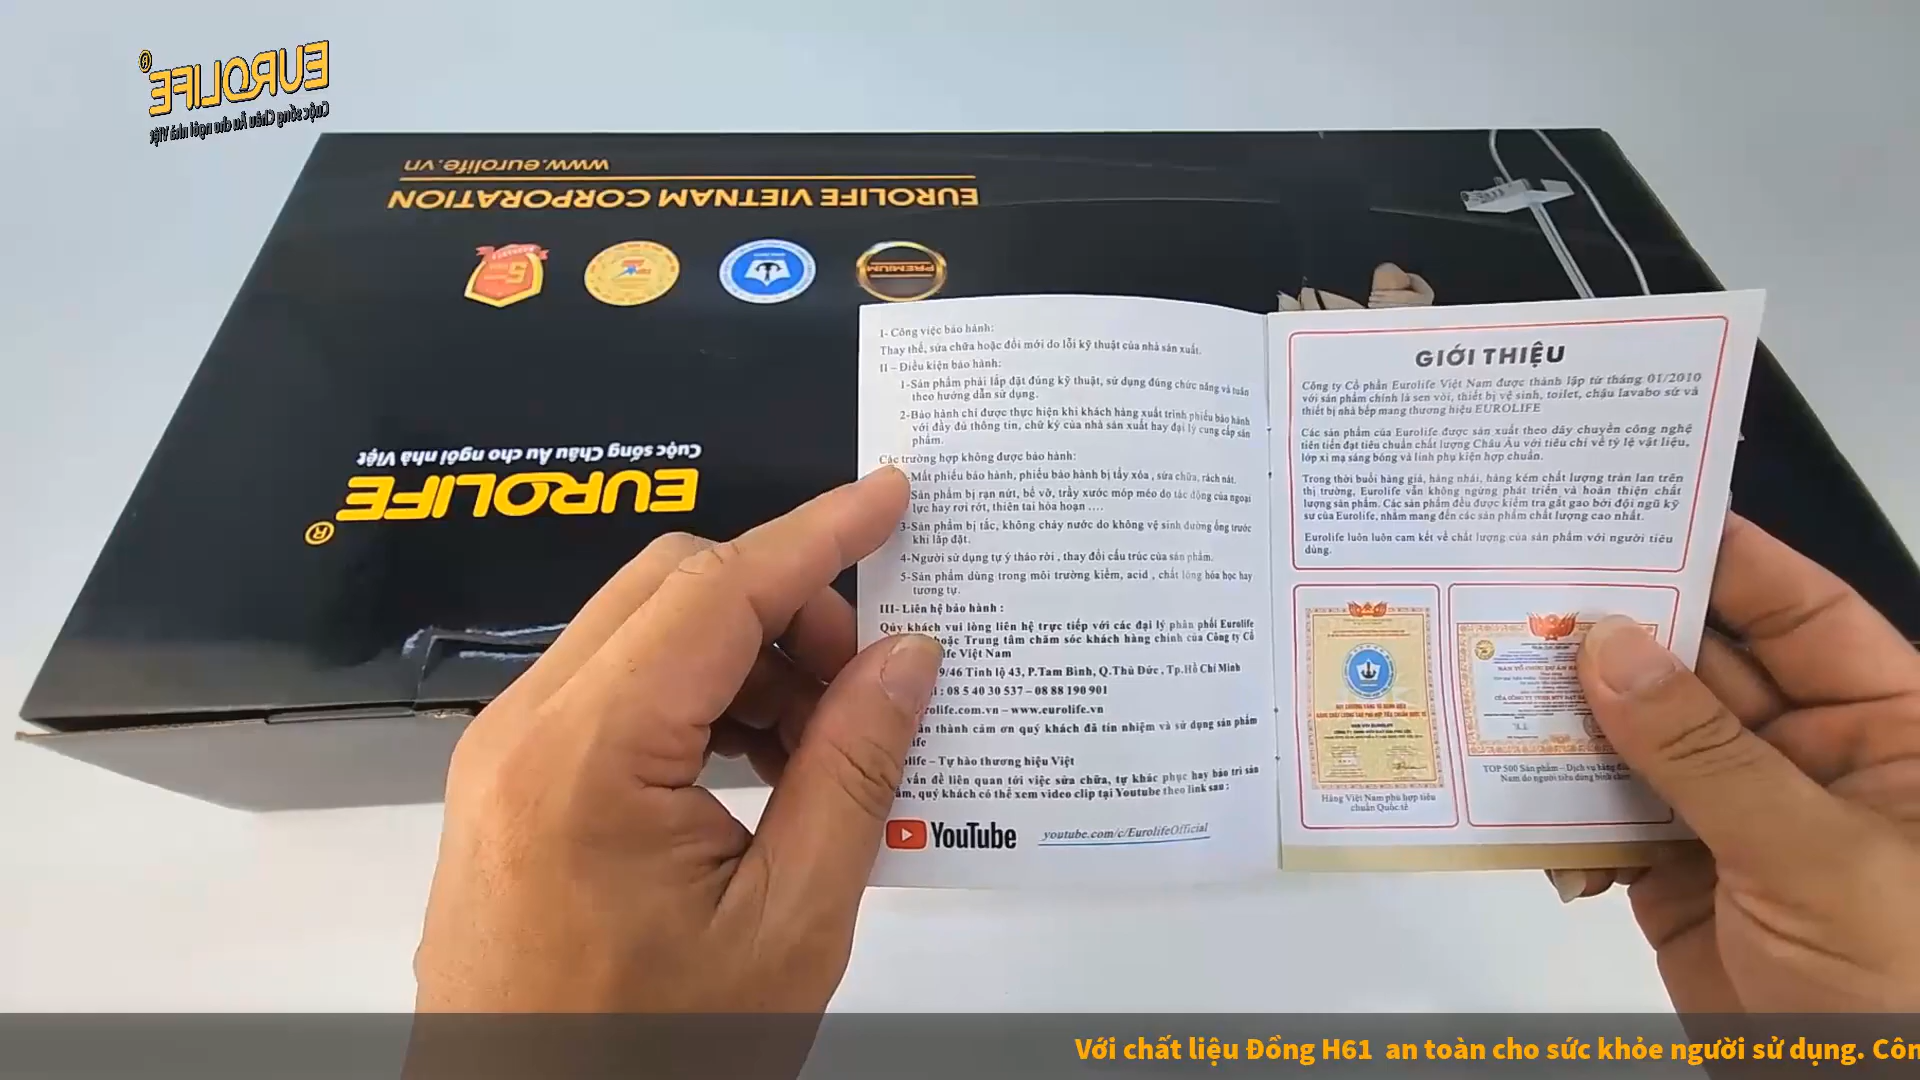 EUROLIFE®
Cuộc sống Châu Âu cho ngôi nhà Việt
www.eurolife.vn
EUROLIFE VIETNAM CORPORATION
PREMIUM
5
Cuộc sống Châu Âu cho ngôi nhà Việt
EUROLIFE®
I- Công việc bảo hành:
Thay thế, sửa chữa hoặc đổi mới do lỗi kỹ thuật của nhà sản xuất.
II – Điều kiện bảo hành:
1-Sản phẩm phải lắp đặt đúng kỹ thuật, sử dụng đúng chức năng và tuân
theo hướng dẫn sử dụng.
2-Bảo hành chỉ được thực hiện khi khách hàng xuất trình phiếu bảo hành
với đầy đủ thông tin, chữ ký của nhà sản xuất hay đại lý cung cấp sản
phẩm.
Các trường hợp không được bảo hành:
-Mất phiếu bảo hành, phiếu bảo hành bị tẩy xóa, sửa chữa, rách nát.
Sản phẩm bị rạn nứt, bể vỡ, trầy xước móp méo do tác động của ngoại
lực hay rơi rớt, thiên tai hỏa hoạn ....
3-Sản phẩm bị tắc, không chảy nước do không vệ sinh đường ống trước
khi lắp đặt.
4-Người sử dụng tự ý tháo rời , thay đổi cấu trúc của sản phẩm.
5-Sản phẩm dùng trong môi trường kiềm, acid , chất lỏng hóa học hay
tương tự.
III- Liên hệ bảo hành :
Qúy khách vui lòng liên hệ trực tiếp với các đại lý phân phối Eurolife
hoặc Trung tâm chăm sóc khách hàng chính của Công ty Cổ
ife Việt Nam
9/46 Tỉnh lộ 43, P.Tam Bình, Q.Thủ Đức , Tp.Hồ Chí Minh
: 08 5 40 30 537 – 08 88 190 901
rolife.com.vn – www.eurolife.vn
ân thành cảm ơn quý khách đã tín nhiệm và sử dụng sản phẩm
ife
olife – Tự hào thương hiệu Việt
vấn đề liên quan tới việc sửa chữa, tự khắc phục hay bảo trì sản
ẩm, quý khách có thể xem video clip tại Youtube theo link sau :
YouTube
youtube.com/c/EurolifeOfficial
GIỚI THIỆU
Công ty Cổ phần Eurolife Việt Nam được thành lập từ tháng 01/2010
với sản phẩm chính là sen vòi, thiết bị vệ sinh, toilet, chậu lavabo sứ và
thiết bị nhà bếp mang thương hiệu EUROLIFE
Các sản phẩm của Eurolife được sản xuất theo dây chuyền công nghệ
tiên tiến đạt tiêu chuẩn chất lượng Châu Âu với tiêu chí về tỷ lệ vật liệu,
lớp xi mạ sáng bóng và linh phụ kiện hợp chuẩn.
Trong thời buổi hàng giả, hàng nhái, hàng kém chất lượng tràn lan trên
thị trường, Eurolife vẫn không ngừng phát triển và hoàn thiện chất
lượng sản phẩm. Các sản phẩm đều được kiểm tra gắt gao bởi đội ngũ kỹ
sư của Eurolife, nhằm mang đến các sản phẩm chất lượng cao nhất.
Eurolife luôn luôn cam kết về chất lượng của sản phẩm với người tiêu
dùng.
Hàng Việt Nam phù hợp tiêu
chuẩn Quốc tế
TOP 500 Sản phẩm – Dịch vụ hàng đầ
Nam do người tiêu dùng bình chọn
Với chất liệu Đồng H61 an toàn cho sức khỏe người sử dụng. Côn